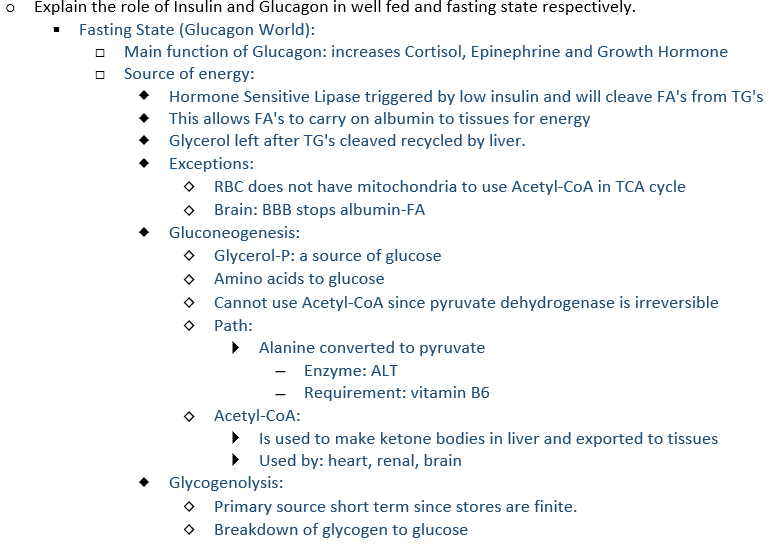 Explain the role of Insulin and Glucagon in well fed and fasting state respectively.
Fasting State (Glucagon World):
Main function of Glucagon: increases Cortisol, Epinephrine and Growth Hormone
Source of energy:
Hormone Sensitive Lipase triggered by low insulin and will cleave FA's from TG's
This allows FA's to carry on albumin to tissues for energy
Glycerol left after TG's cleaved recycled by liver.
Exceptions:
RBC does not have mitochondria to use Acetyl-CoA in TCA cycle
Brain: BBB stops albumin-FA
Gluconeogenesis:
Glycerol-P: a source of glucose
Amino acids to glucose
Cannot use Acetyl-CoA since pyruvate dehydrogenase is irreversible
Path:
Alanine converted to pyruvate
Enzyme: ALT
Requirement: vitamin B6
Acetyl-CoA:
Is used to make ketone bodies in liver and exported to tissues
Used by: heart, renal, brain
Glycogenolysis:
Primary source short term since stores are finite.
Breakdown of glycogen to glucose